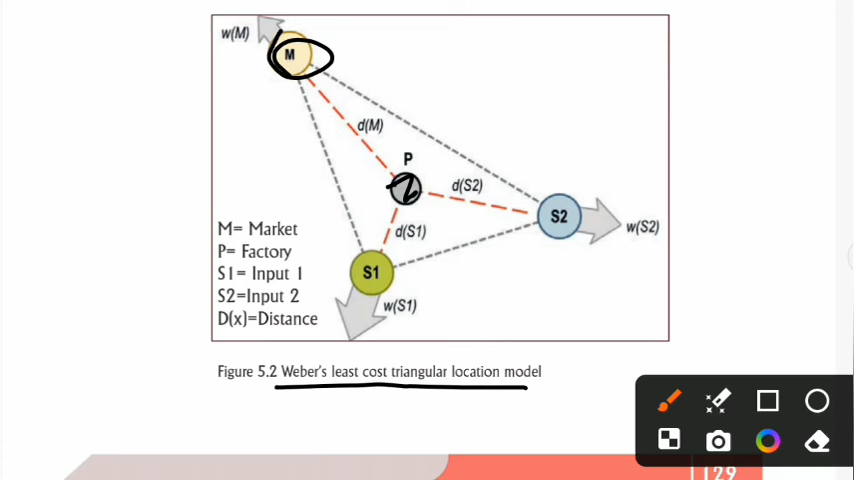 w(M)
M
d(M)
P
d(S2)
S2
w(S2)
d(S1)
S1
w(S1)
M= Market
P= Factory
S1= Input 1
S2=Input 2
D(x)=Distance
Figure 5.2 Weber's least cost triangular location model
129